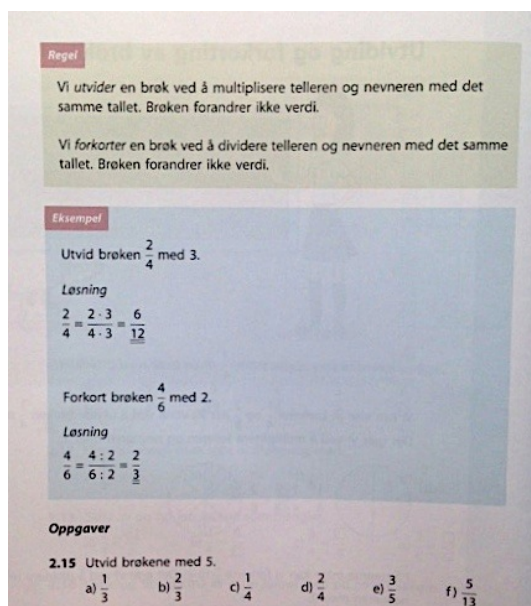 Regel
Vi utvider en brøk ved å multiplisere telleren og nevneren med det
samme tallet. Brøken forandrer ikke verdi.
Vi forkorter en brøk ved å dividere telleren og nevneren med det samme
tallet. Brøken forandrer ikke verdi.
Eksempel
Utvid brøken 2/4 med 3.
Løsning
2/4 = 2 · 3/4 · 3 = 6/12
Forkort brøken 4/6 med 2.
Løsning
4/6 = 4 : 2/6 : 2 = 2/3
Oppgaver
2.15 Utvid brøkene med 5.
a) 1/3 b) 2/3 c) 1/4 d) 2/4 e) 3/5 f) 5/13